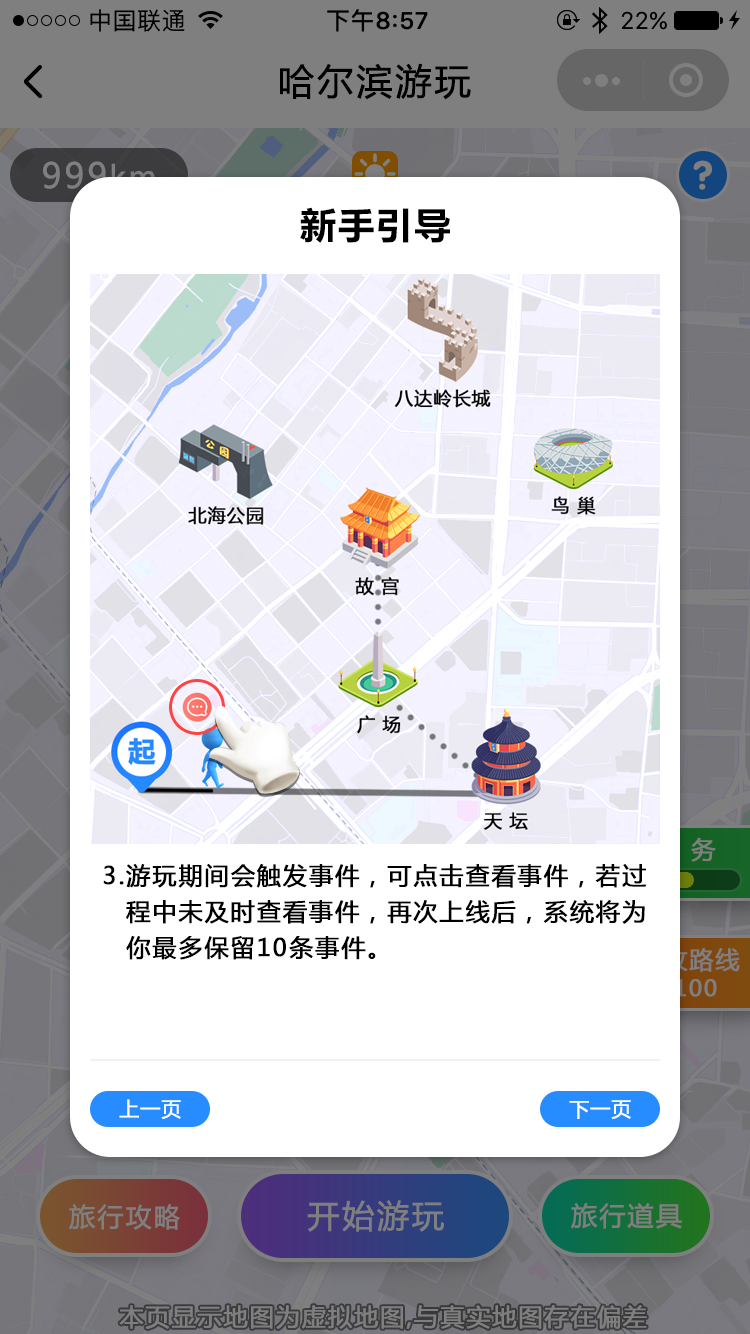 中国联通
下午8:57
22%
哈尔滨游玩
999km
?
新手引导
八达岭长城
公园
北海公园
鸟巢
故宫
广场
起
天坛
3.游玩期间会触发事件，可点击查看事件，若过
程中未及时查看事件，再次上线后，系统将为
你最多保留10条事件。
务
路线
100
上一页
下一页
旅行攻略
开始游玩
旅行道具
本页显示地图为虚拟地图,与真实地图存在偏差